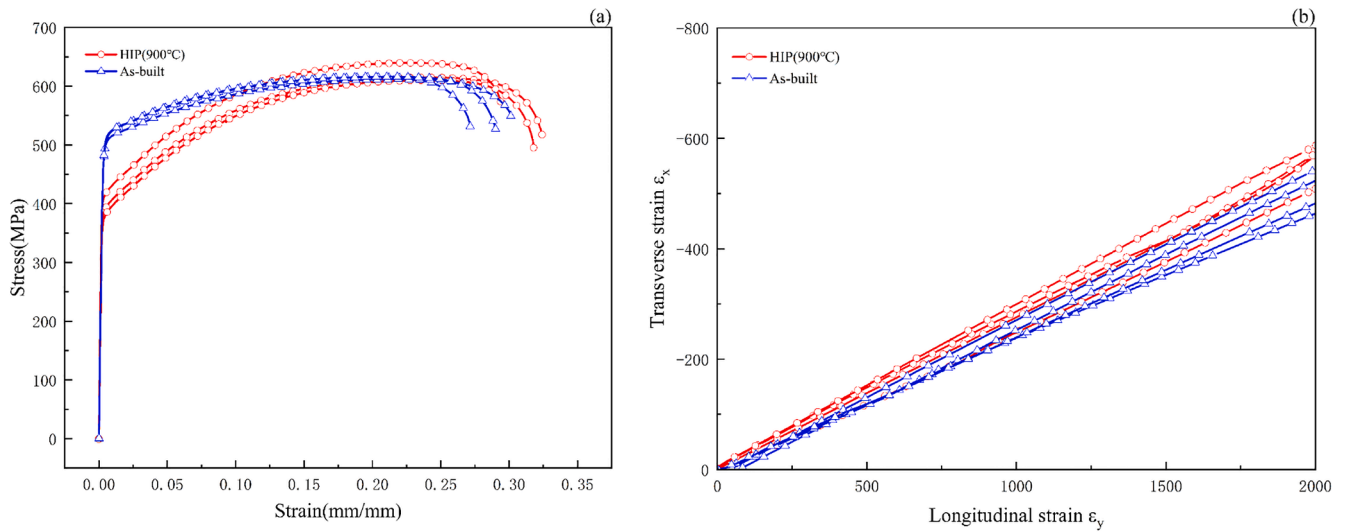 (a)
700
600
500
400
300
200
100
0
Stress(MPa)
HIP(900℃)
As-built
0.00 0.05 0.10 0.15 0.20 0.25 0.30 0.35
Strain(mm/mm)
(b)
-800
-600
-400
-200
0
Transverse strain εx
HIP(900℃)
As-built
0 500 1000 1500 2000
Longitudinal strain εy